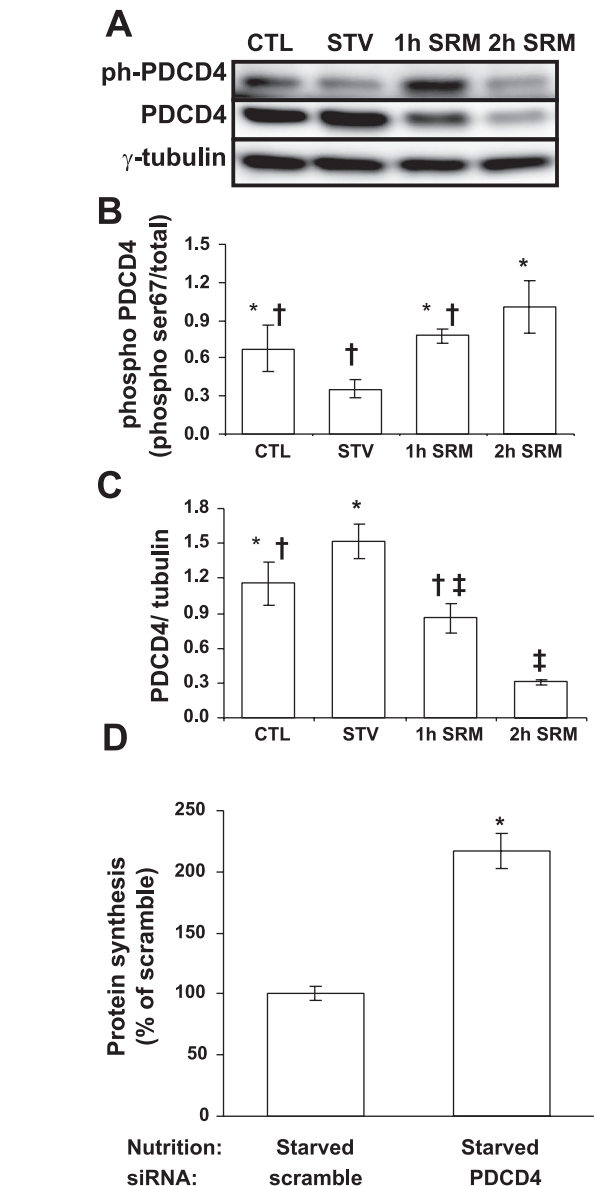 A
CTL STV 1h SRM 2h SRM
ph-PDCD4
PDCD4
γ-tubulin
B
phospho PDCD4
(phospho ser67/total)
1.5
1.2
0.9
0.6
0.3
0.0
* †
†
* †
*
CTL STV 1h SRM 2h SRM
C
PDCD4/ tubulin
1.8
1.5
1.2
0.9
0.6
0.3
0.0
* †
*
† ‡
‡
CTL STV 1h SRM 2h SRM
D
Protein synthesis
(% of scramble)
250
200
150
100
50
0
*
Nutrition: Starved Starved
siRNA: scramble PDCD4